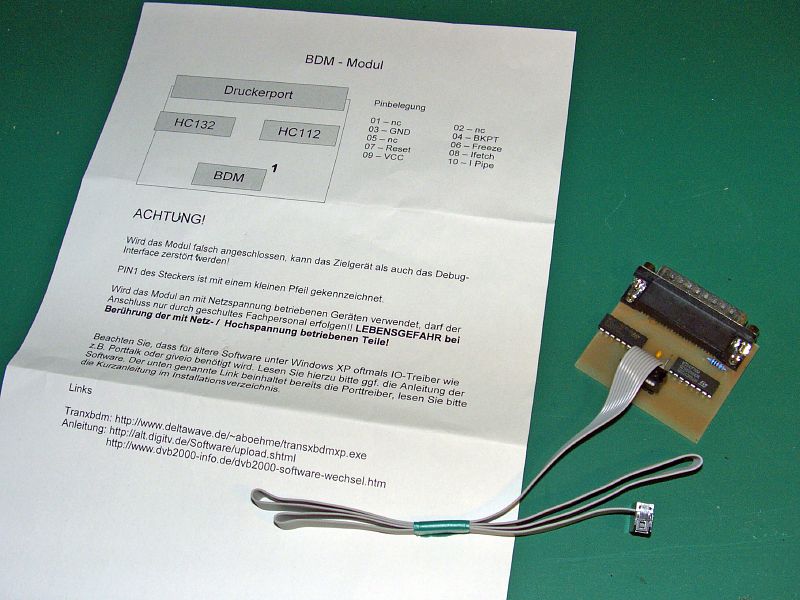 BDM - Modul
Druckerport
HC132
HC112
BDM
1
Pinbelegung
01 – nc
03 – GND
05 – nc
07 – Reset
09 – VCC
02 – nc
04 – BKPT
06 – Freeze
08 – Ifetch
10 – I Pipe
ACHTUNG!
Wird das Modul falsch angeschlossen, kann das Zielgerät als auch das Debug-
Interface zerstört werden!
PIN1 des Steckers ist mit einem kleinen Pfeil gekennzeichnet.
Wird das Modul an mit Netzspannung betriebenen Geräten verwendet, darf der
Anschluss nur durch geschultes Fachpersonal erfolgen!! LEBENSGEFAHR bei
Berührung der mit Netz- / Hochspannung betriebenen Teile!
Beachten Sie, dass für ältere Software unter Windows XP oftmals IO-Treiber wie
z.B. Porttalk oder giveio benötigt wird. Lesen Sie hierzu bitte ggf. die Anleitung der
Software. Der unten genannte Link beinhaltet bereits die Porttreiber, lesen Sie bitte
die Kurzanleitung im Installationsverzeichnis.
Links
Tranxbdm: http://www.deltawave.de/~aboehme/transxbdmxp.exe
Anleitung: http://alt.digitv.de/Software/upload.shtml
http://www.dvb2000-info.de/dvb2000-software-wechsel.htm